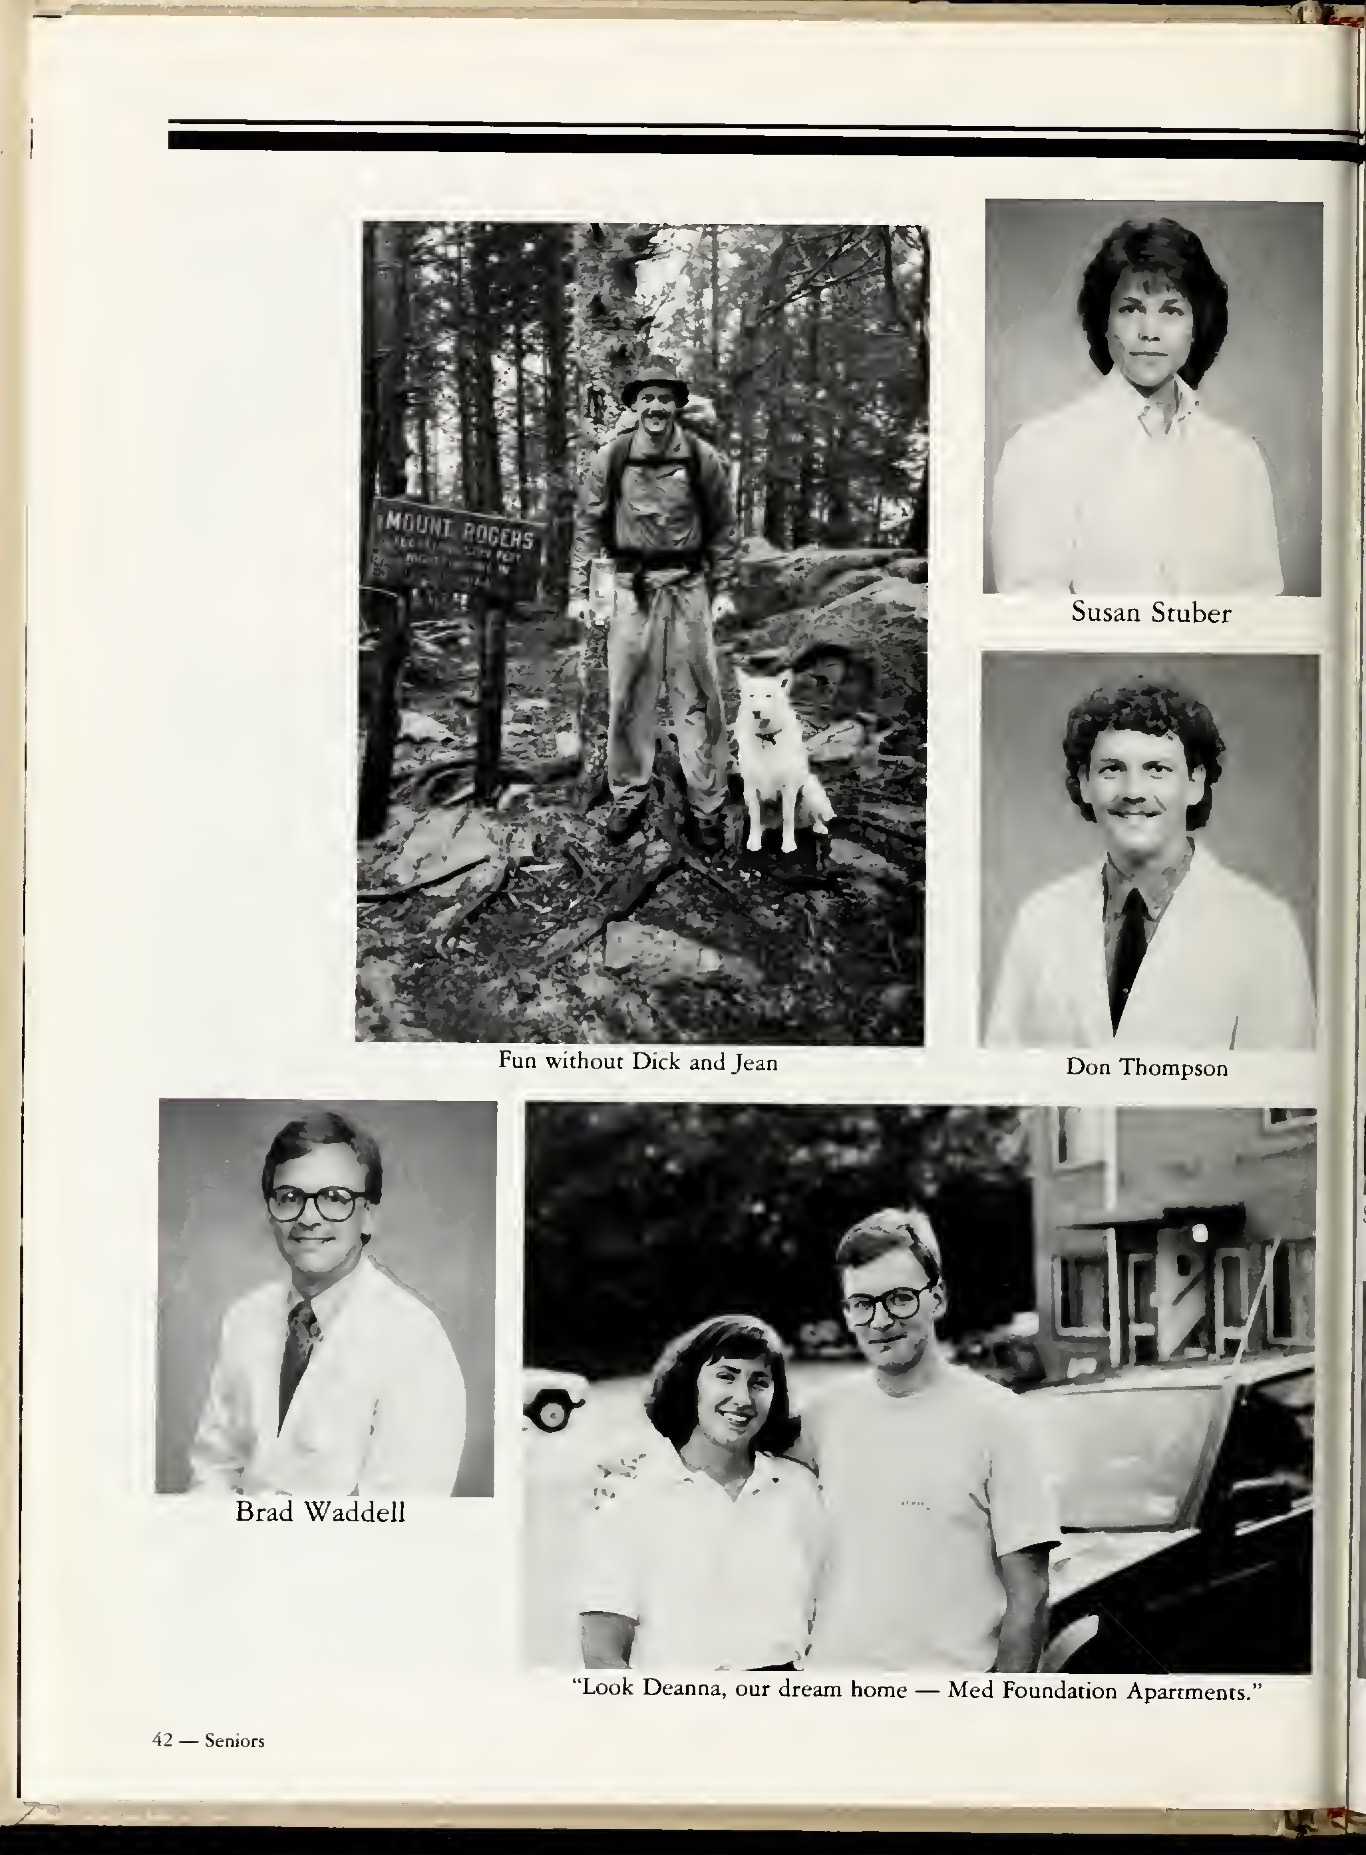 MOUNT ROGERS
Susan Stuber
Fun without Dick and Jean
Don Thompson
Brad Waddell
"Look Deanna, our dream home — Med Foundation Apartments."
42 — Seniors